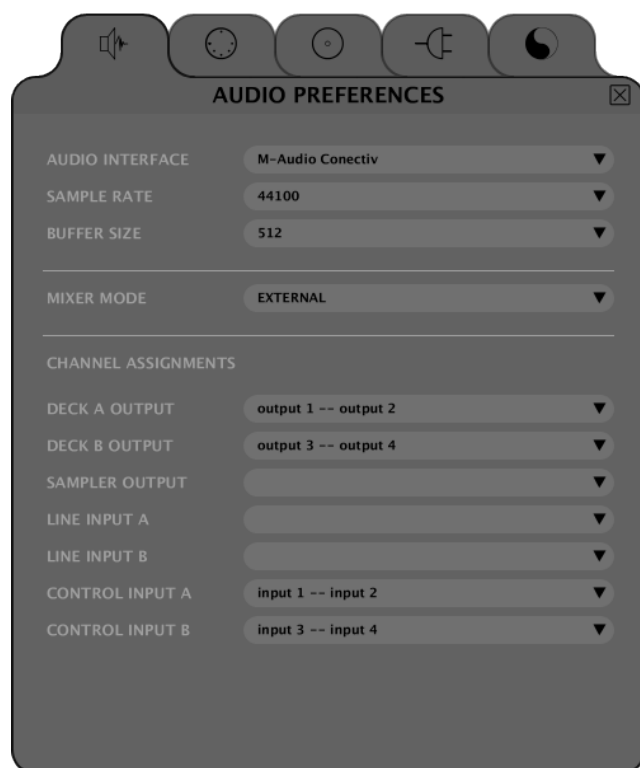 AUDIO PREFERENCES
AUDIO INTERFACE M-Audio Conectiv
SAMPLE RATE 44100
BUFFER SIZE 512
MIXER MODE EXTERNAL
CHANNEL ASSIGNMENTS
DECK A OUTPUT output 1 -- output 2
DECK B OUTPUT output 3 -- output 4
SAMPLER OUTPUT
LINE INPUT A
LINE INPUT B
CONTROL INPUT A input 1 -- input 2
CONTROL INPUT B input 3 -- input 4